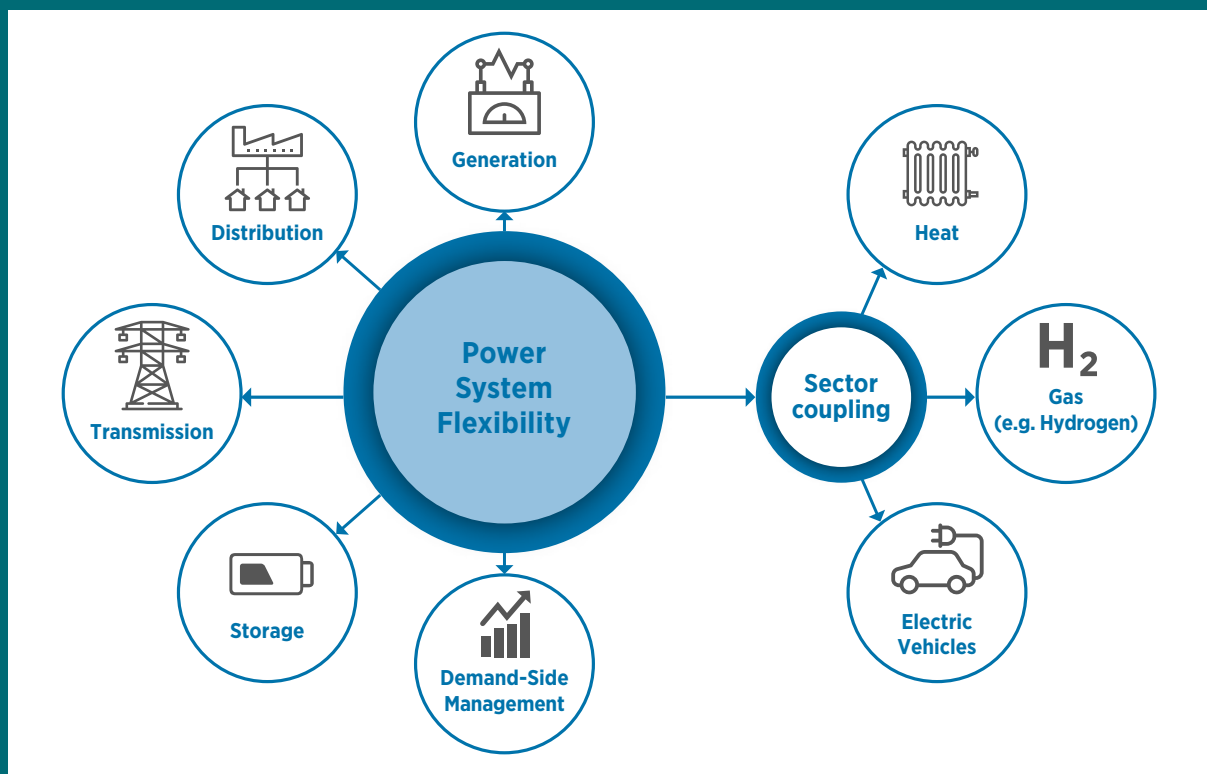 Generation
Distribution
Heat
Power
System
Flexibility
Sector
coupling
H₂
Gas
(e.g. Hydrogen)
Transmission
Storage
Electric
Vehicles
Demand-Side
Management